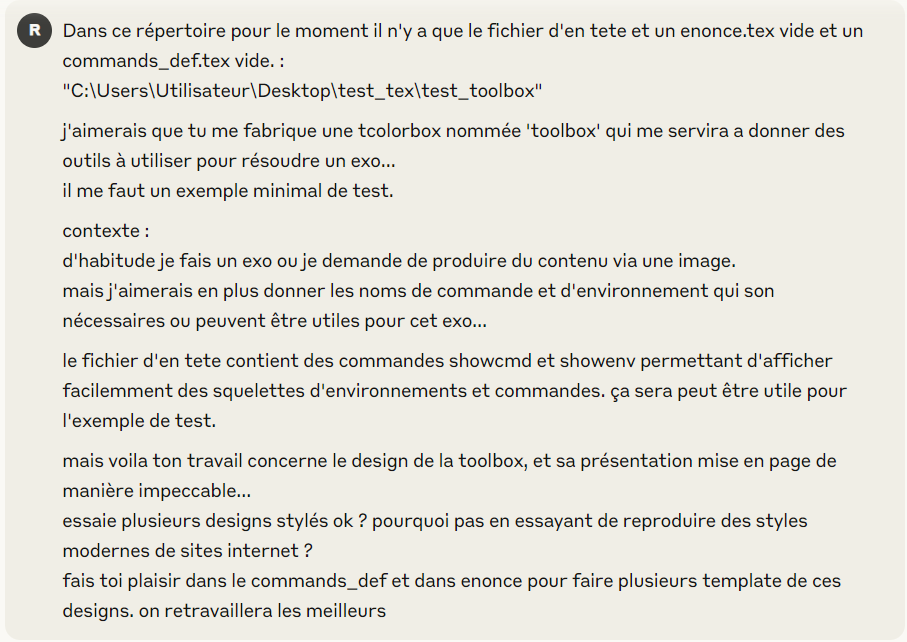 R
Dans ce répertoire pour le moment il n'y a que le fichier d'en tete et un enonce.tex vide et un
commands_def.tex vide. :
"C:\Users\Utilisateur\Desktop\test_tex\test_toolbox"
j'aimerais que tu me fabrique une tcolorbox nommée 'toolbox' qui me servira a donner des
outils à utiliser pour résoudre un exo...
il me faut un exemple minimal de test.
contexte :
d'habitude je fais un exo ou je demande de produire du contenu via une image.
mais j'aimerais en plus donner les noms de commande et d'environnement qui son
nécessaires ou peuvent être utiles pour cet exo...
le fichier d'en tete contient des commandes showcmd et showenv permettant d'afficher
facilemment des squelettes d'environnements et commandes. ça sera peut être utile pour
l'exemple de test.
mais voila ton travail concerne le design de la toolbox, et sa présentation mise en page de
manière impeccable...
essaie plusieurs designs stylés ok ? pourquoi pas en essayant de reproduire des styles
modernes de sites internet ?
fais toi plaisir dans le commands_def et dans enonce pour faire plusieurs template de ces
designs. on retravaillera les meilleurs